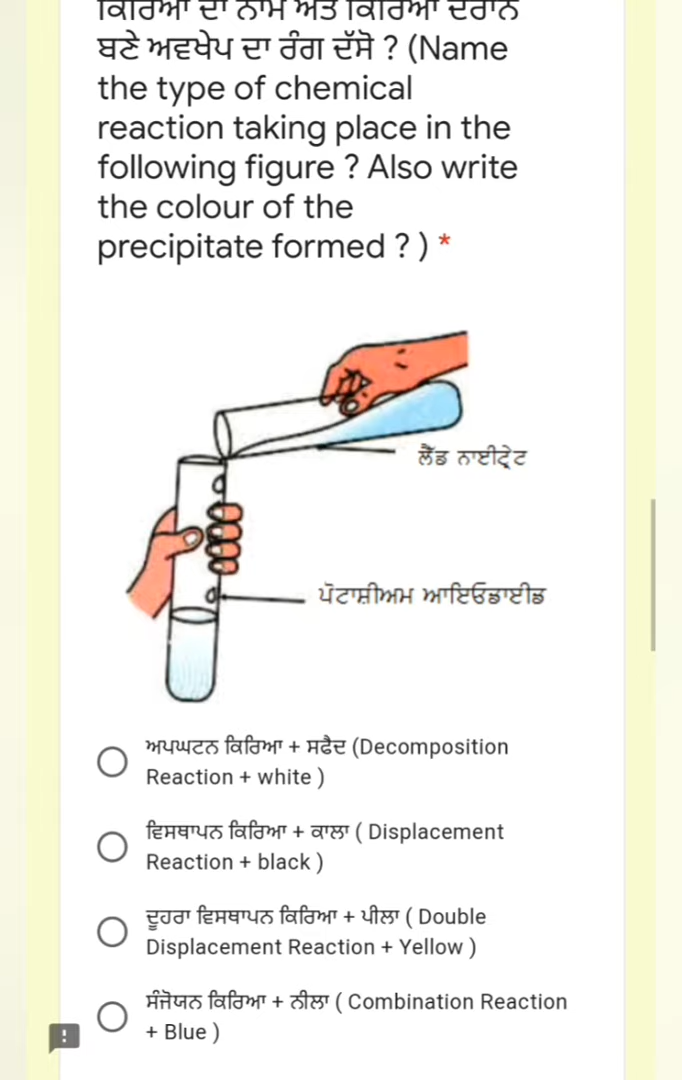 ਕਿਰਿਆ ਦਾ ਨਾਮ ਅਤੇ ਕਿਰਿਆ ਦੌਰਾਨ
ਬਣੇ ਅਵਖੇਪ ਦਾ ਰੰਗ ਦੱਸੋ ? (Name
the type of chemical
reaction taking place in the
following figure ? Also write
the colour of the
precipitate formed ? ) *
ਲੈੱਡ ਨਾਈਟ੍ਰੇਟ
ਪੋਟਾਸ਼ੀਅਮ ਆਇਓਡਾਈਡ
ਅਪਘਟਨ ਕਿਰਿਆ + ਸਫੈਦ (Decomposition
Reaction + white )
ਵਿਸਥਾਪਨ ਕਿਰਿਆ + ਕਾਲਾ ( Displacement
Reaction + black )
ਦੂਹਰਾ ਵਿਸਥਾਪਨ ਕਿਰਿਆ + ਪੀਲਾ ( Double
Displacement Reaction + Yellow )
ਸੰਜੋਯਨ ਕਿਰਿਆ + ਨੀਲਾ ( Combination Reaction
+ Blue )